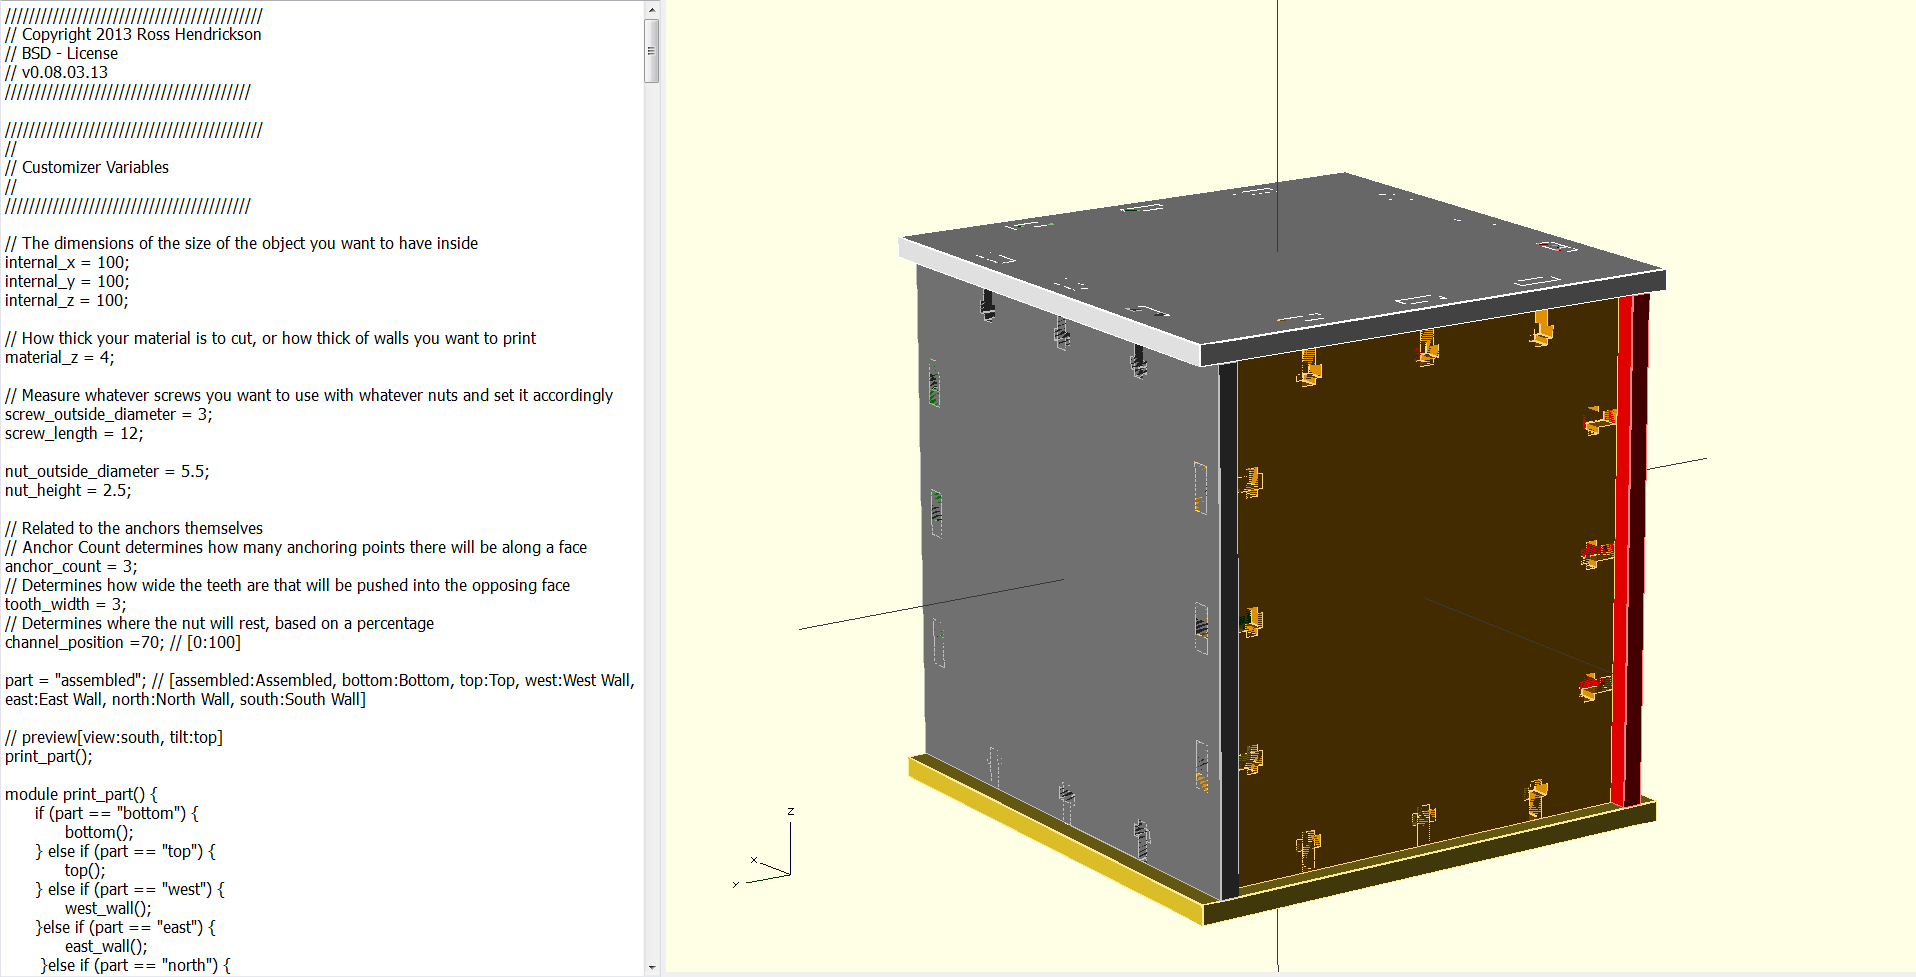 ///////////////////////////////////////////
// Copyright 2013 Ross Hendrickson
// BSD - License
// v0.08.03.13
/////////////////////////////////////////
///////////////////////////////////////////
//
// Customizer Variables
//
/////////////////////////////////////////
// The dimensions of the size of the object you want to have inside
internal_x = 100;
internal_y = 100;
internal_z = 100;
// How thick your material is to cut, or how thick of walls you want to print
material_z = 4;
// Measure whatever screws you want to use with whatever nuts and set it accordingly
screw_outside_diameter = 3;
screw_length = 12;
nut_outside_diameter = 5.5;
nut_height = 2.5;
// Related to the anchors themselves
// Anchor Count determines how many anchoring points there will be along a face
anchor_count = 3;
// Determines how wide the teeth are that will be pushed into the opposing face
tooth_width = 3;
// Determines where the nut will rest, based on a percentage
channel_position =70; // [0:100]
part = "assembled"; // [assembled:Assembled, bottom:Bottom, top:Top, west:West Wall,
east:East Wall, north:North Wall, south:South Wall]
// preview[view:south, tilt:top]
print_part();
module print_part() {
if (part == "bottom") {
bottom();
} else if (part == "top") {
top();
} else if (part == "west") {
west_wall();
}else if (part == "east") {
east_wall();
}else if (part == "north") {
z
x
y